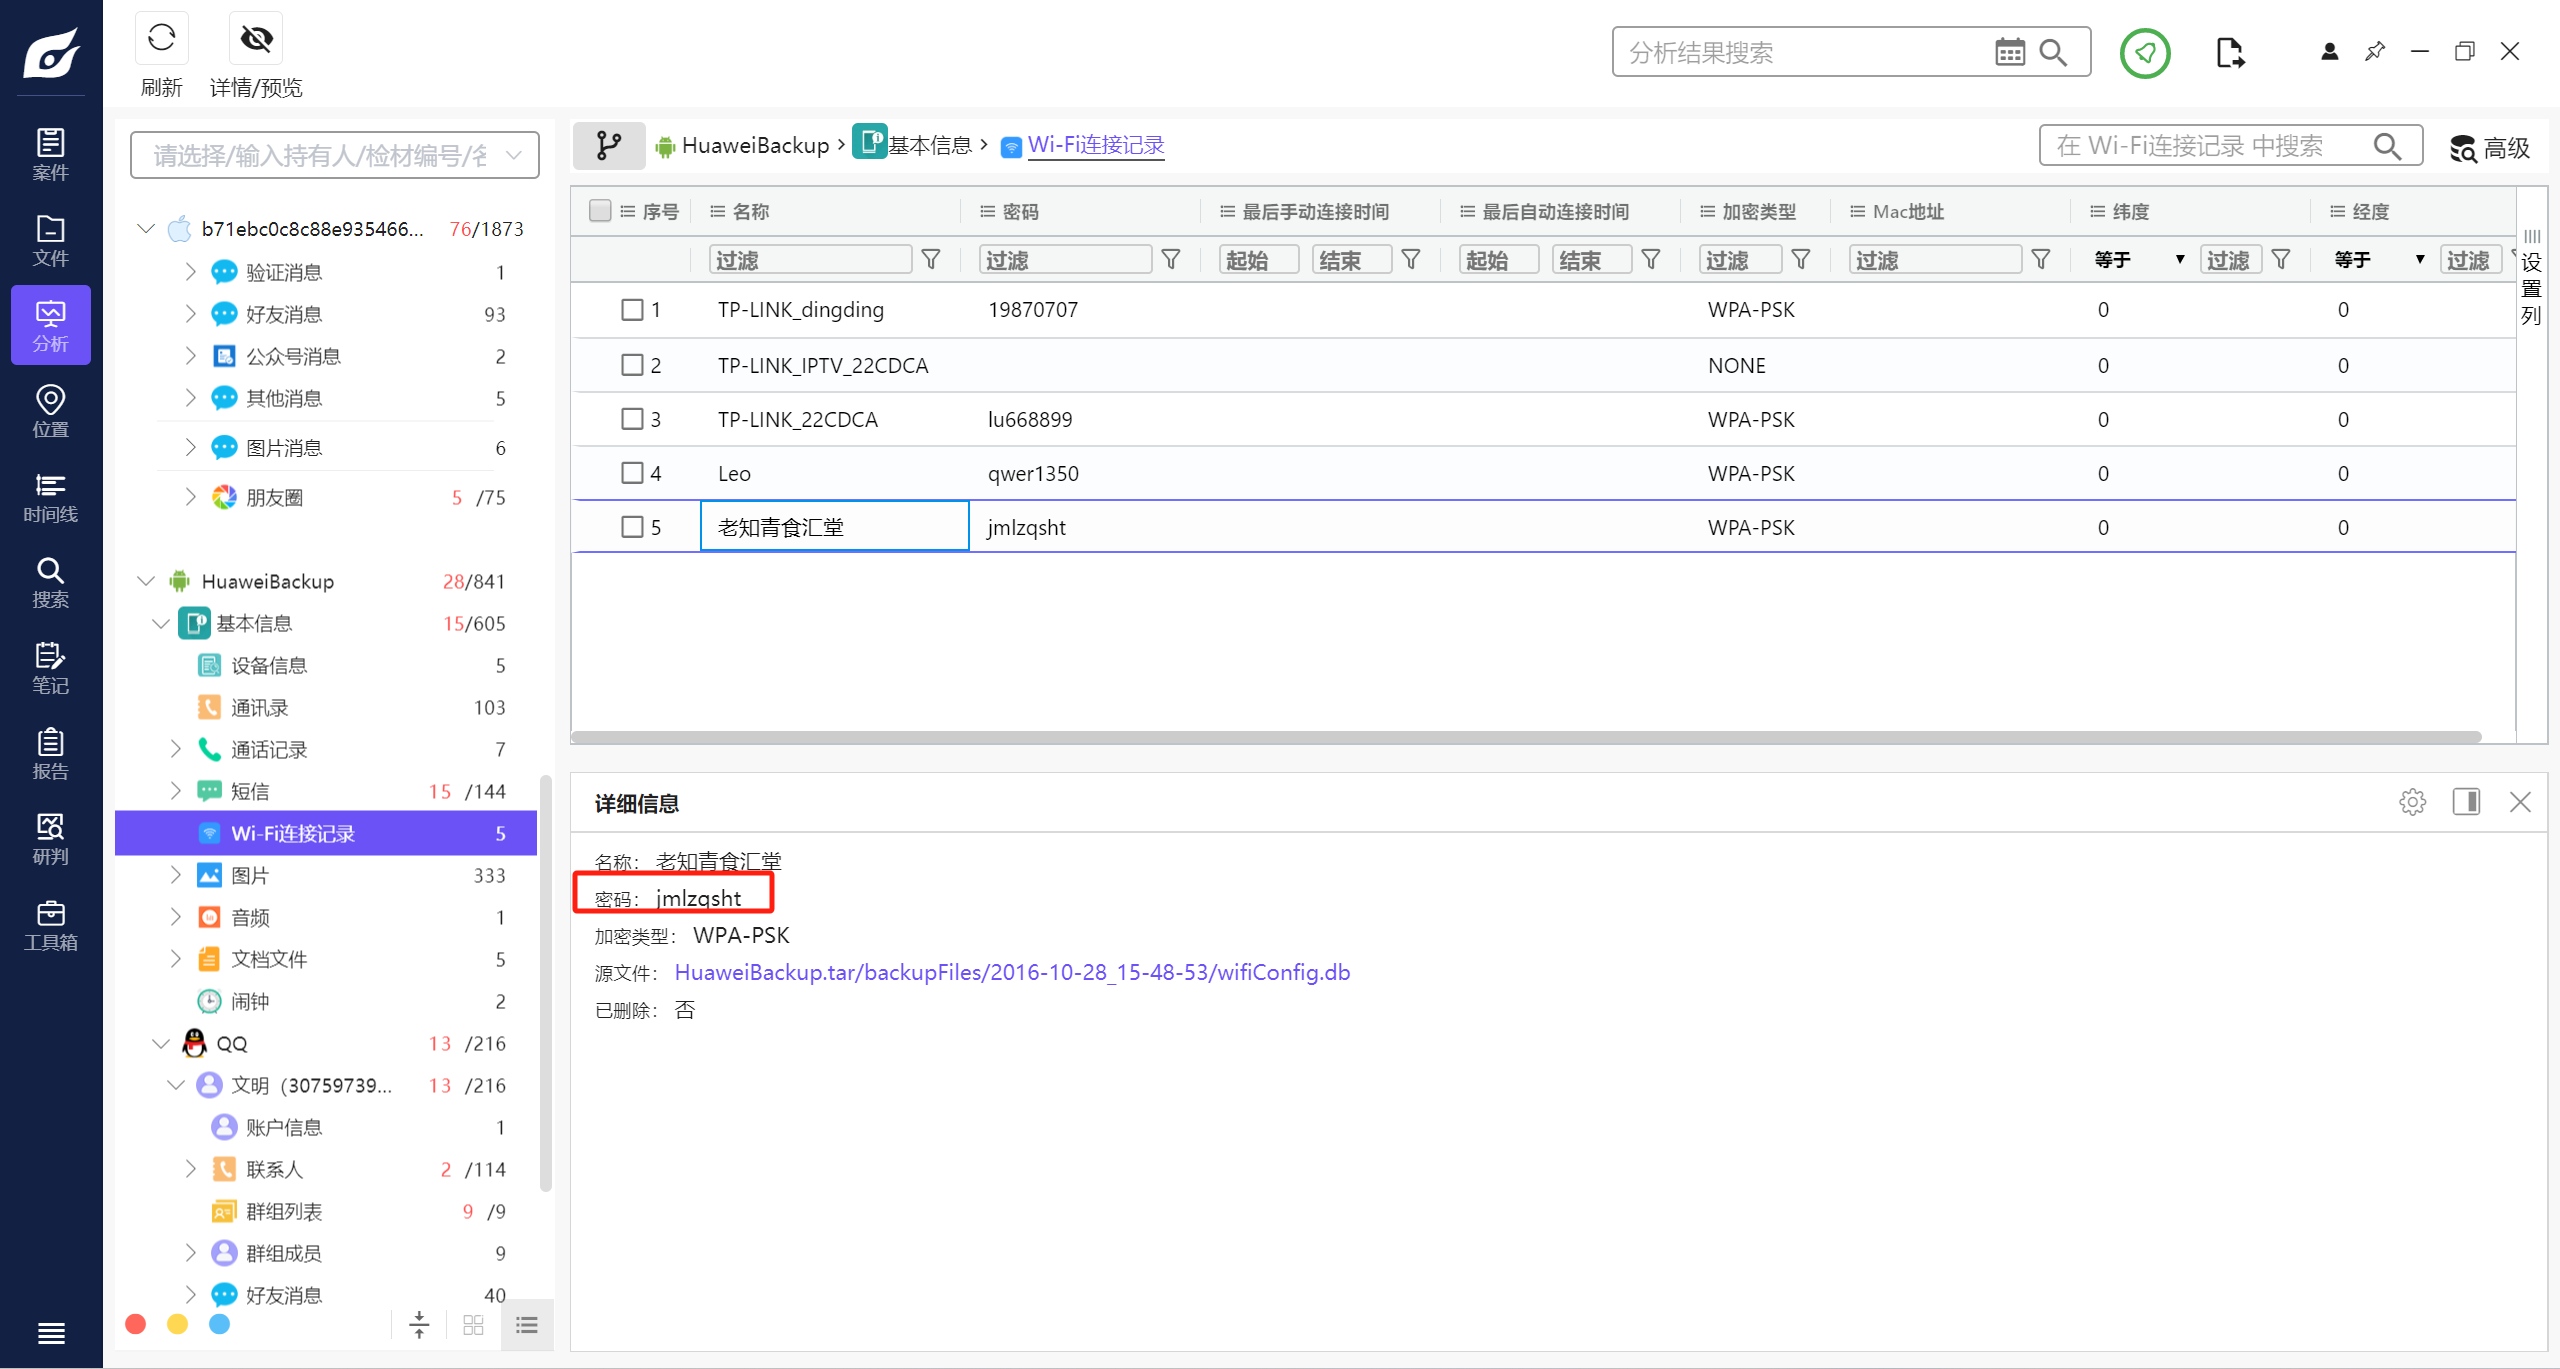 刷新
详情/预览
分析结果搜索
案件
文件
分析
位置
时间线
搜索
笔记
报告
研判
工具箱
请选择/输入持有人/检材编号/名
b71ebc0c8c88e935466... 76/1873
验证消息 1
好友消息 93
公众号消息 2
其他消息 5
图片消息 6
朋友圈 5 /75
HuaweiBackup 28/841
基本信息 15/605
设备信息 5
通讯录 103
通话记录 7
短信 15 /144
Wi-Fi连接记录 5
图片 333
音频 1
文档文件 5
闹钟 2
QQ 13 /216
文明（30759739... 13 /216
账户信息 1
联系人 2 /114
群组列表 9 /9
群组成员 9
好友消息 40
HuaweiBackup › 基本信息 › Wi-Fi连接记录
在 Wi-Fi连接记录 中搜索
高级
序号 名称 密码 最后手动连接时间 最后自动连接时间 加密类型 Mac地址 纬度 经度
过滤 过滤 起始 结束 起始 结束 过滤 过滤 等于 过滤 等于 过滤
1 TP-LINK_dingding 19870707 WPA-PSK 0 0
2 TP-LINK_IPTV_22CDCA NONE 0 0
3 TP-LINK_22CDCA lu668899 WPA-PSK 0 0
4 Leo qwer1350 WPA-PSK 0 0
5 老知青食汇堂 jmlzqsht WPA-PSK 0 0
设置列
详细信息
名称： 老知青食汇堂
密码： jmlzqsht
加密类型： WPA-PSK
源文件： HuaweiBackup.tar/backupFiles/2016-10-28_15-48-53/wifiConfig.db
已删除： 否